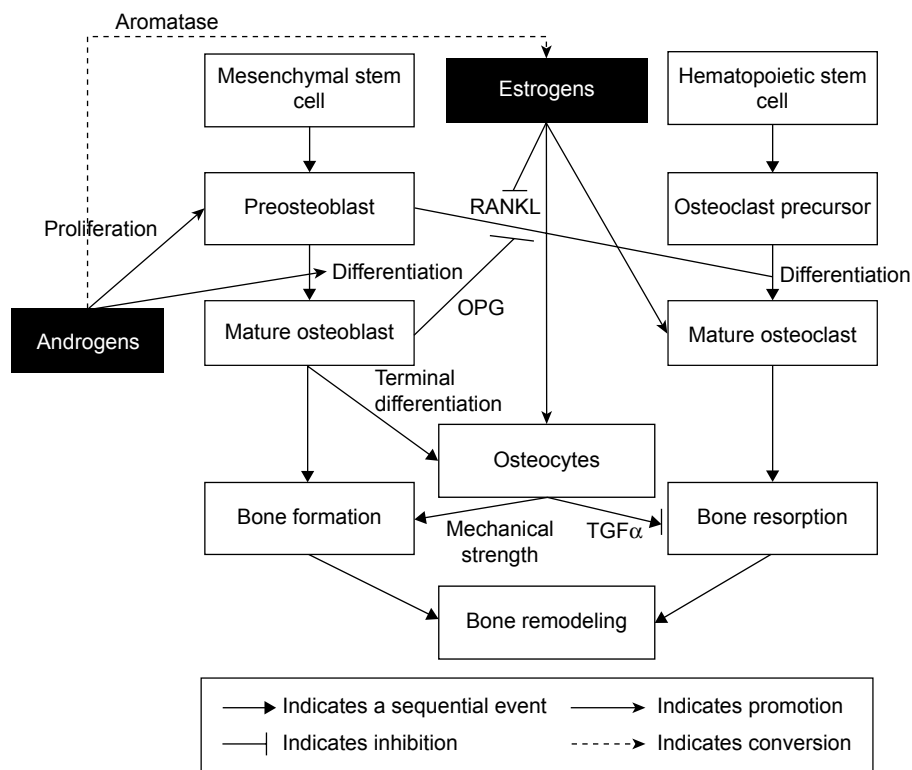 Aromatase
Mesenchymal stem
cell
Estrogens
Hematopoietic stem
cell
Preosteoblast
RANKL
Osteoclast precursor
Proliferation
Differentiation
Differentiation
OPG
Androgens
Mature osteoblast
Mature osteoclast
Terminal
differentiation
Osteocytes
Bone formation
Mechanical
strength
TGFα
Bone resorption
Bone remodeling
Indicates a sequential event
Indicates promotion
Indicates inhibition
Indicates conversion